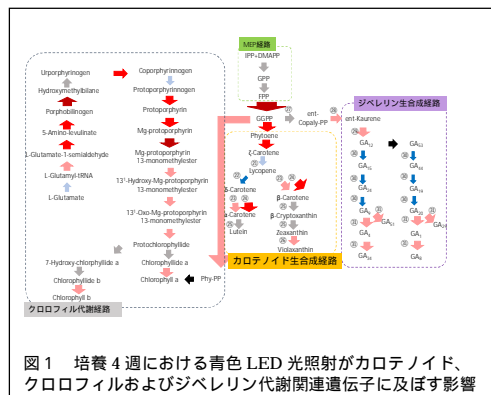 MEP経路
IPP+DMAPP
GPP
FPP
GGPP
Phytoene
ζ-Carotene
Lycopene
δ-Carotene
α-Carotene
Lutein
β-Carotene
β-Cryptoxanthin
Zeaxanthin
Violaxanthin
カロテノイド生合成経路
Urporphyrinogen
Hydroxymethylbilane
Porphobilinogen
5-Amino-levulinate
L-Glutamate-1-semialdehyde
L-Glutamyl-tRNA
L-Glutamate
Coporphyrinnogen
Protoporphyrinnogen
Protoporphyrin
Mg-protoporphyrin
Mg-protoporphyrin
13-monomethylester
13¹-Hydroxy-Mg-protoporphyrin
13-monomethylester
13¹-Oxo-Mg-protoporphyrin
13-monomethylester
Protochlorophyllide
Chlorophyllide a
Chlorophyll a
Phy-PP
7-Hydroxy-chlorphyllide a
Chlorophyllide b
Chlorophyll b
クロロフィル代謝経路
ent-
Copaly-PP
ジベレリン生合成経路
ent-Kaurene
GA₁₂
GA₁₅
GA₂₄
GA₉
GA₅₁
GA₄
GA₃₄
GA₅₃
GA₄₄
GA₁₉
GA₂₀
GA₁
GA₈
図1 培養4週における青色LED光照射がカロテノイド、
クロロフィルおよびジベレリン代謝関連遺伝子に及ぼす影響